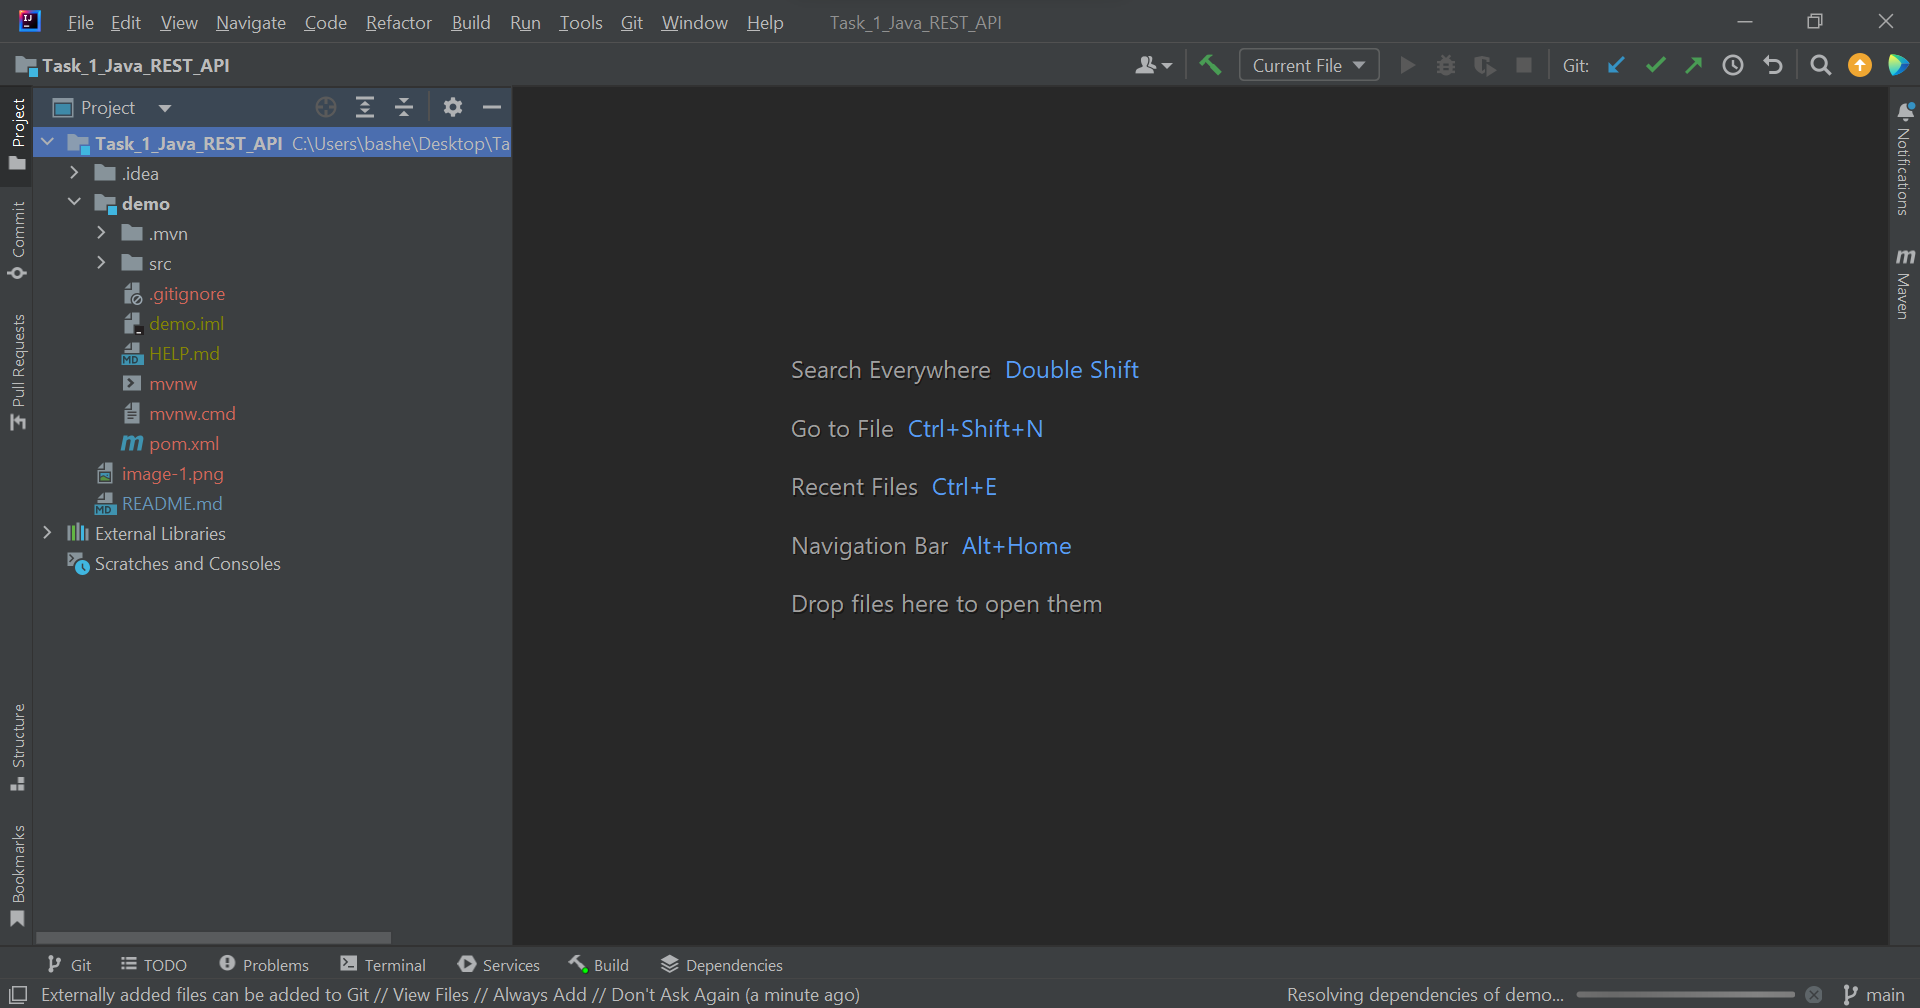 File Edit View Navigate Code Refactor Build Run Tools Git Window Help Task_1_Java_REST_API
Task_1_Java_REST_API
Current File
Git:
Project
Project
Task_1_Java_REST_API C:\Users\bashe\Desktop\Ta
.idea
demo
.mvn
src
.gitignore
demo.iml
HELP.md
mvnw
mvnw.cmd
pom.xml
image-1.png
README.md
External Libraries
Scratches and Consoles
Commit
Pull Requests
Structure
Bookmarks
Search Everywhere Double Shift
Go to File Ctrl+Shift+N
Recent Files Ctrl+E
Navigation Bar Alt+Home
Drop files here to open them
Notifications
m
Maven
Git TODO Problems Terminal Services Build Dependencies
Externally added files can be added to Git // View Files // Always Add // Don't Ask Again (a minute ago)
Resolving dependencies of demo...
main